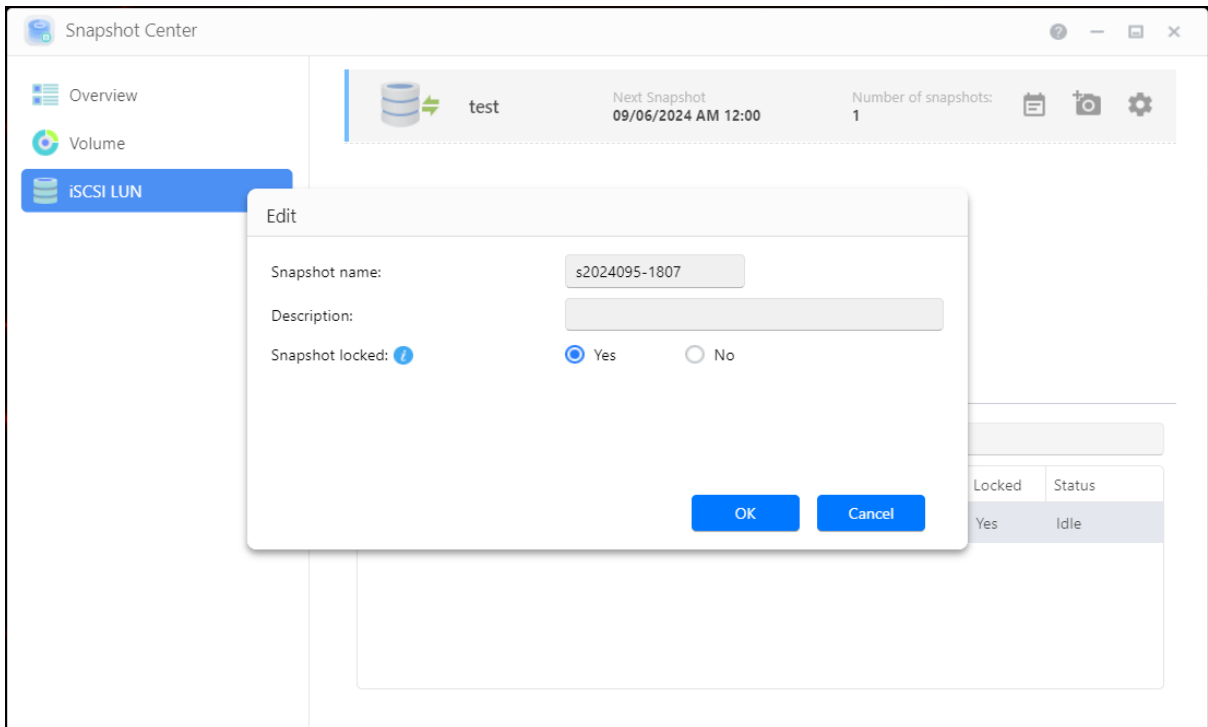 Snapshot Center
Overview
Volume
iSCSI LUN
test
Next Snapshot
09/06/2024 AM 12:00
Number of snapshots:
1
Edit
Snapshot name:
s2024095-1807
Description:
Snapshot locked:
Yes
No
OK
Cancel
Locked
Status
Yes
Idle